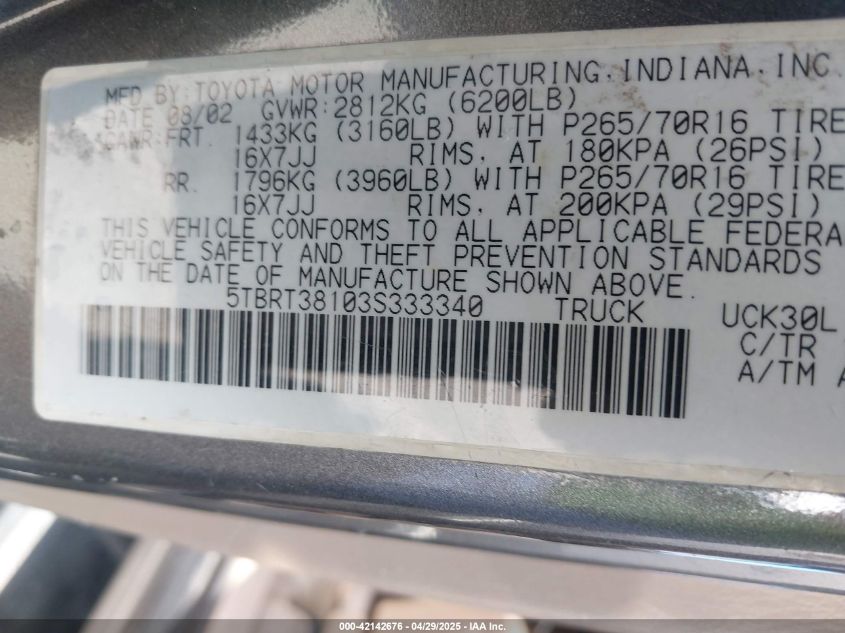 MFD BY: TOYOTA MOTOR MANUFACTURING, INDIANA, INC.
DATE 08/02 GVWR: 2812KG (6200LB)
GAWR: FRT. 1433KG (3160LB) WITH P265/70R16 TIRE
16X7JJ RIMS, AT 180KPA (26PSI)
RR. 1796KG (3960LB) WITH P265/70R16 TIRE
16X7JJ RIMS, AT 200KPA (29PSI)
THIS VEHICLE CONFORMS TO ALL APPLICABLE FEDERA
VEHICLE SAFETY AND THEFT PREVENTION STANDARDS
ON THE DATE OF MANUFACTURE SHOWN ABOVE.
5TBRT38103S333340 TRUCK UCK30L
C/TR
A/TM A
000-42142676 - 04/29/2025 - IAA Inc.